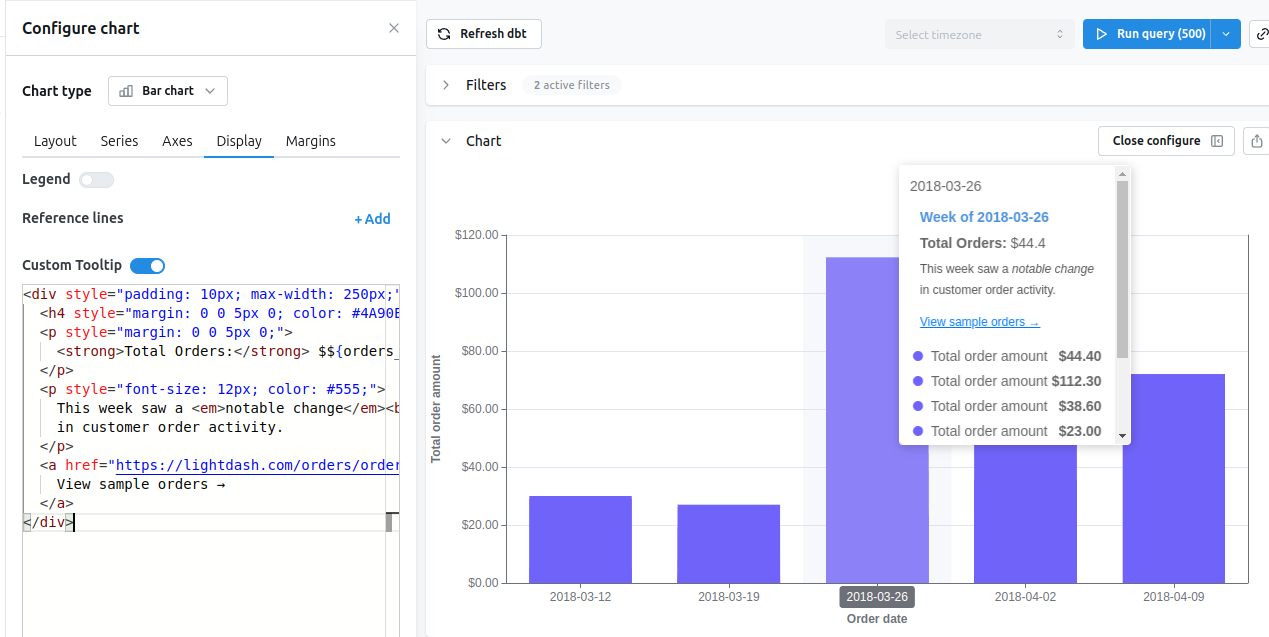 Configure chart
Chart type
Bar chart
Layout Series Axes Display Margins
Legend
Reference lines
+ Add
Custom Tooltip
<div style="padding: 10px; max-width: 250px;"
<h4 style="margin: 0 0 5px 0; color: #4A90E
<p style="margin: 0 0 5px 0;">
<strong>Total Orders:</strong> $${orders_
</p>
<p style="font-size: 12px; color: #555;">
This week saw a <em>notable change</em><b
in customer order activity.
</p>
<a href="https://lightdash.com/orders/order
View sample orders →
</a>
</div>
Refresh dbt
Select timezone
Run query (500)
Filters
2 active filters
Chart
Close configure
2018-03-26
Week of 2018-03-26
Total Orders: $44.4
This week saw a notable change
in customer order activity.
View sample orders →
Total order amount $44.40
Total order amount $112.30
Total order amount $38.60
Total order amount $23.00
Total order amount
$120.00
$100.00
$80.00
$60.00
$40.00
$20.00
$0.00
2018-03-12
2018-03-19
2018-03-26
2018-04-02
2018-04-09
Order date